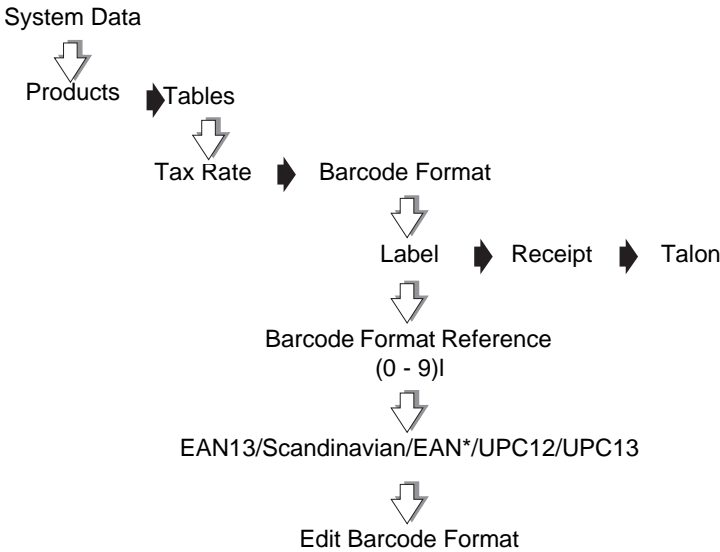 System Data
Products Tables
Tax Rate Barcode Format
Label Receipt Talon
Barcode Format Reference
(0 - 9)l
EAN13/Scandinavian/EAN*/UPC12/UPC13
Edit Barcode Format